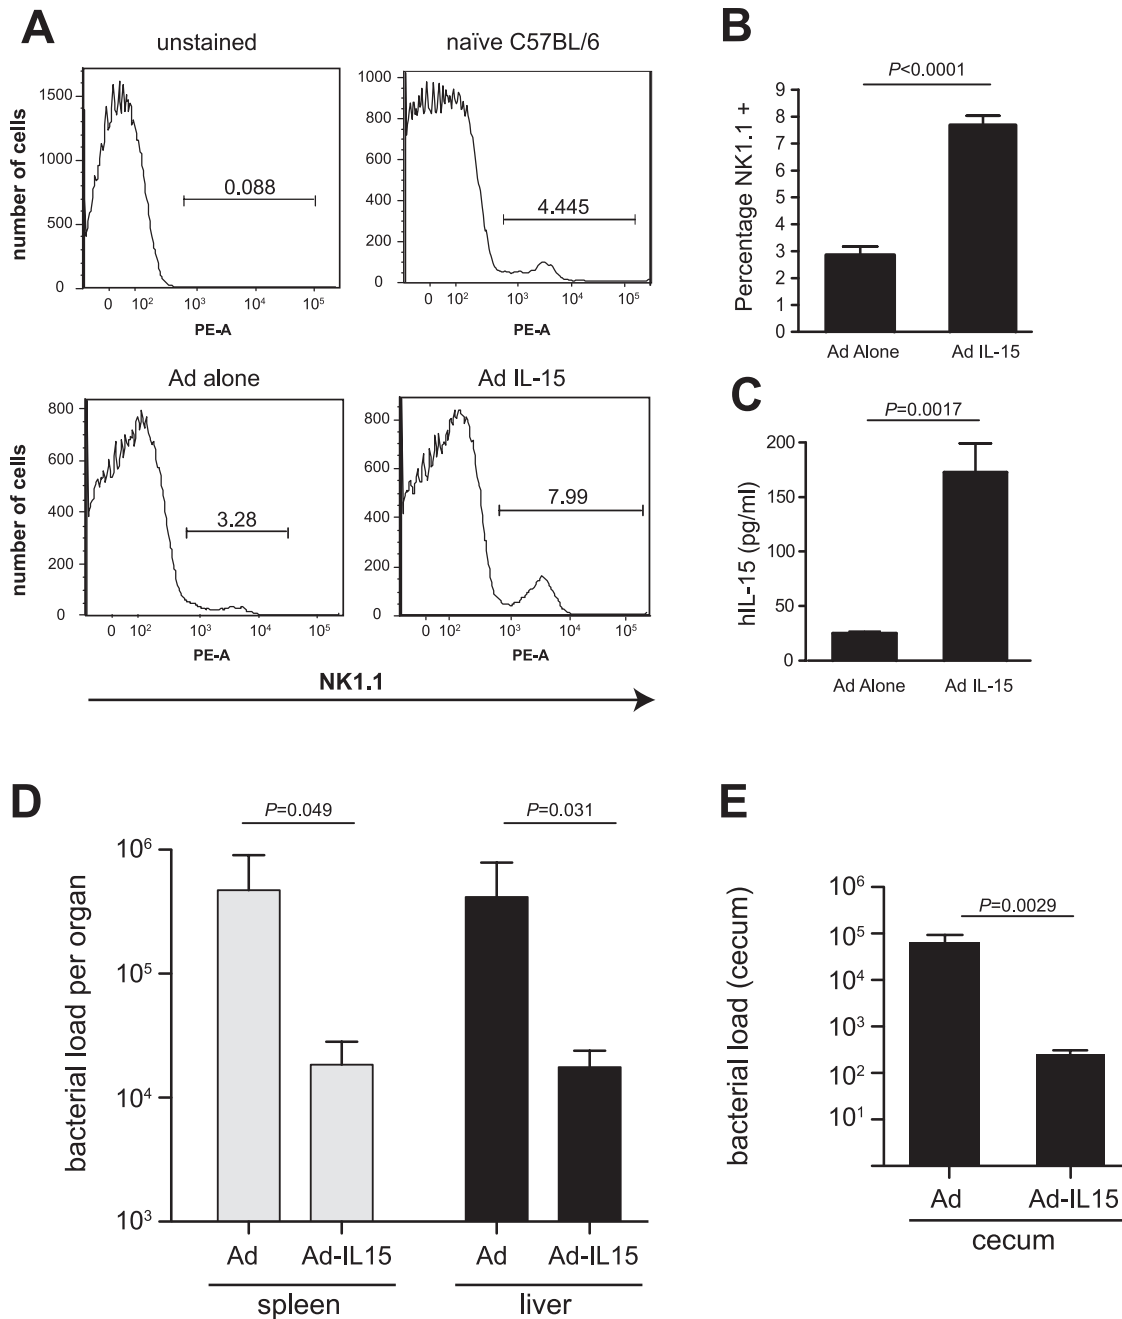 A
unstained
naïve C57BL/6
number of cells
1500
1000
500
0
0.088
0 10² 10³ 10⁴ 10⁵
PE-A
1000
800
600
400
200
0
4.445
0 10² 10³ 10⁴ 10⁵
PE-A
Ad alone
Ad IL-15
number of cells
800
600
400
200
0
3.28
0 10² 10³ 10⁴ 10⁵
PE-A
800
600
400
200
0
7.99
0 10² 10³ 10⁴ 10⁵
PE-A
NK1.1
B
P<0.0001
Percentage NK1.1 +
9
8
7
6
5
4
3
2
1
0
Ad Alone Ad IL-15
C
P=0.0017
hIL-15 (pg/ml)
200
150
100
50
0
Ad Alone Ad IL-15
D
P=0.049
P=0.031
bacterial load per organ
10⁶
10⁵
10⁴
10³
Ad Ad-IL15 Ad Ad-IL15
spleen liver
E
P=0.0029
bacterial load (cecum)
10⁶
10⁵
10⁴
10³
10²
10¹
Ad Ad-IL15
cecum